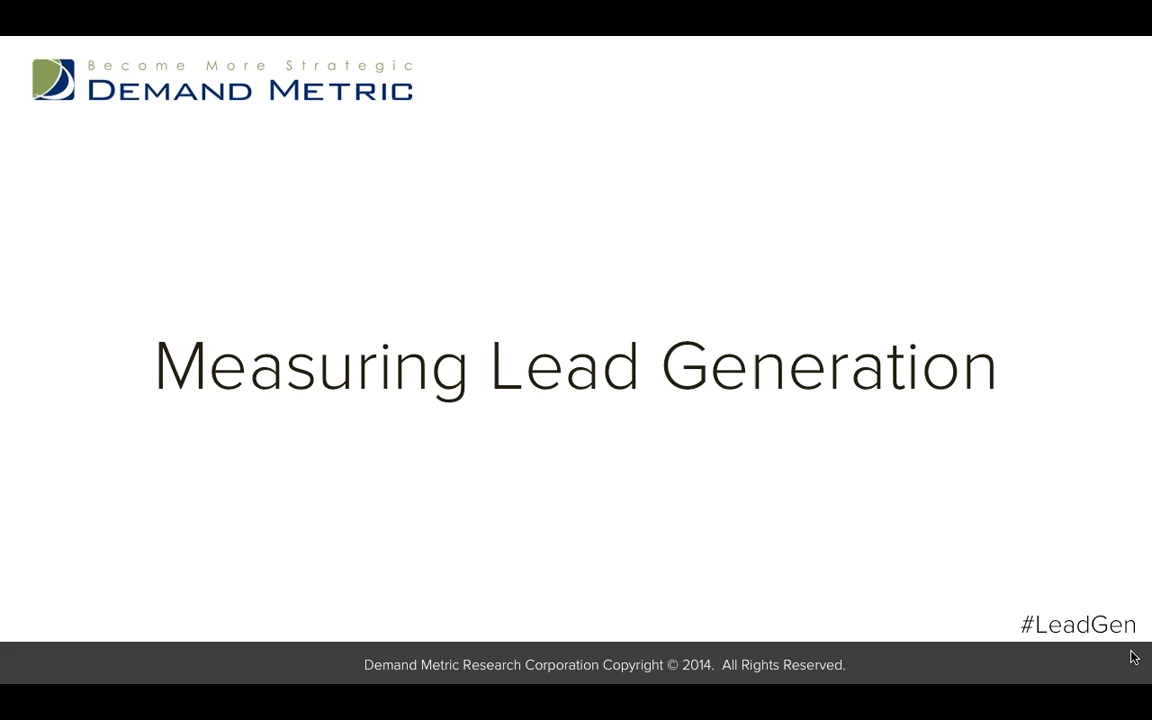 Become More Strategic
DEMAND METRIC
Measuring Lead Generation
#LeadGen
Demand Metric Research Corporation Copyright © 2014. All Rights Reserved.